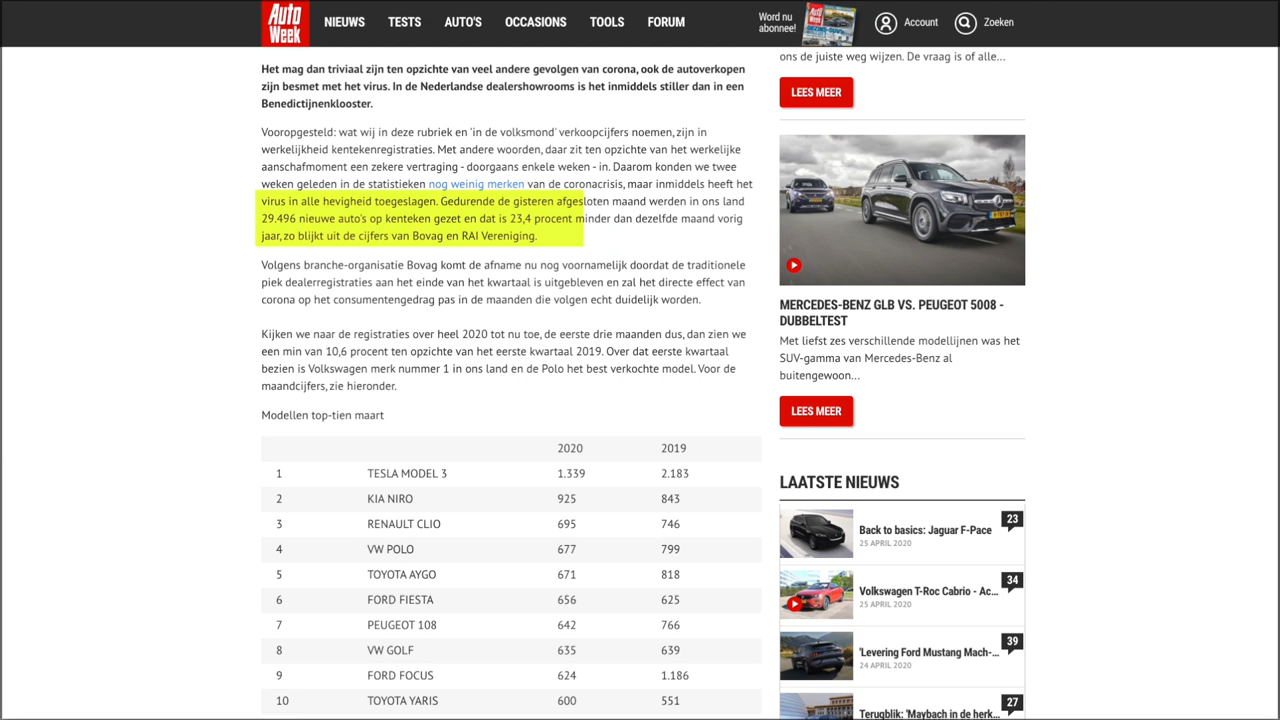 Auto
Week
NIEUWS
TESTS
AUTO'S
OCCASIONS
TOOLS
FORUM
Word nu
abonnee!
Account
Zoeken
Het mag dan triviaal zijn ten opzichte van veel andere gevolgen van corona, ook de autoverkopen
zijn besmet met het virus. In de Nederlandse dealershowrooms is het inmiddels stiller dan in een
Benedictijnenklooster.
Vooropgesteld: wat wij in deze rubriek en 'in de volksmond' verkoopcijfers noemen, zijn in
werkelijkheid kentekenregistraties. Met andere woorden, daar zit ten opzichte van het werkelijke
aanschafmoment een zekere vertraging - doorgaans enkele weken - in. Daarom konden we twee
weken geleden in de statistieken nog weinig merken van de coronacrisis, maar inmiddels heeft het
virus in alle hevigheid toegeslagen. Gedurende de gisteren afgesloten maand werden in ons land
29.496 nieuwe auto's op kenteken gezet en dat is 23,4 procent minder dan dezelfde maand vorig
jaar, zo blijkt uit de cijfers van Bovag en RAI Vereniging.
Volgens branche-organisatie Bovag komt de afname nu nog voornamelijk doordat de traditionele
piek dealerregistraties aan het einde van het kwartaal is uitgebleven en zal het directe effect van
corona op het consumentengedrag pas in de maanden die volgen echt duidelijk worden.
Kijken we naar de registraties over heel 2020 tot nu toe, de eerste drie maanden dus, dan zien we
een min van 10,6 procent ten opzichte van het eerste kwartaal 2019. Over dat eerste kwartaal
bezien is Volkswagen merk nummer 1 in ons land en de Polo het best verkochte model. Voor de
maandcijfers, zie hieronder.
Modellen top-tien maart
2020 2019
1 TESLA MODEL 3 1.339 2.183
2 KIA NIRO 925 843
3 RENAULT CLIO 695 746
4 VW POLO 677 799
5 TOYOTA AYGO 671 818
6 FORD FIESTA 656 625
7 PEUGEOT 108 642 766
8 VW GOLF 635 639
9 FORD FOCUS 624 1.186
10 TOYOTA YARIS 600 551
ons de juiste weg wijzen. De vraag is of alle...
LEES MEER
MERCEDES-BENZ GLB VS. PEUGEOT 5008 -
DUBBELTEST
Met liefst zes verschillende modellijnen was het
SUV-gamma van Mercedes-Benz al
buitengewoon...
LEES MEER
LAATSTE NIEUWS
Back to basics: Jaguar F-Pace
25 APRIL 2020
23
Volkswagen T-Roc Cabrio - Ac...
25 APRIL 2020
34
'Levering Ford Mustang Mach-...
24 APRIL 2020
39
Terugblik: 'Maybach in de herk...
27